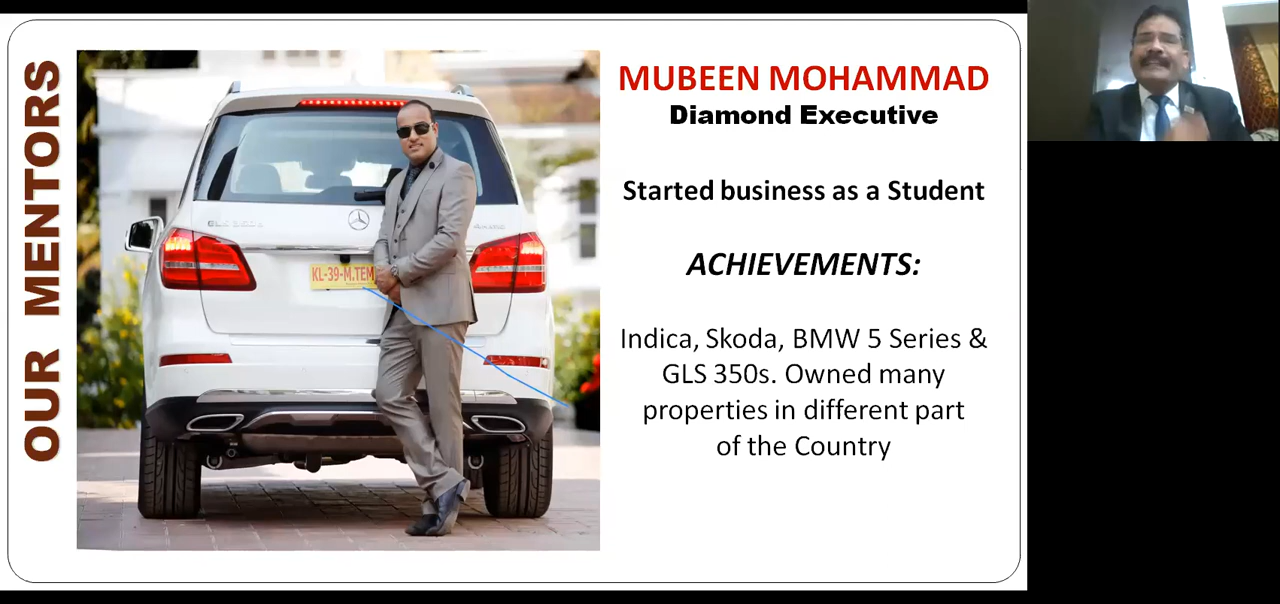 OUR MENTORS
MUBEEN MOHAMMAD
Diamond Executive
Started business as a Student
ACHIEVEMENTS:
Indica, Skoda, BMW 5 Series &
GLS 350s. Owned many
properties in different part
of the Country
KL-39-M.TEM